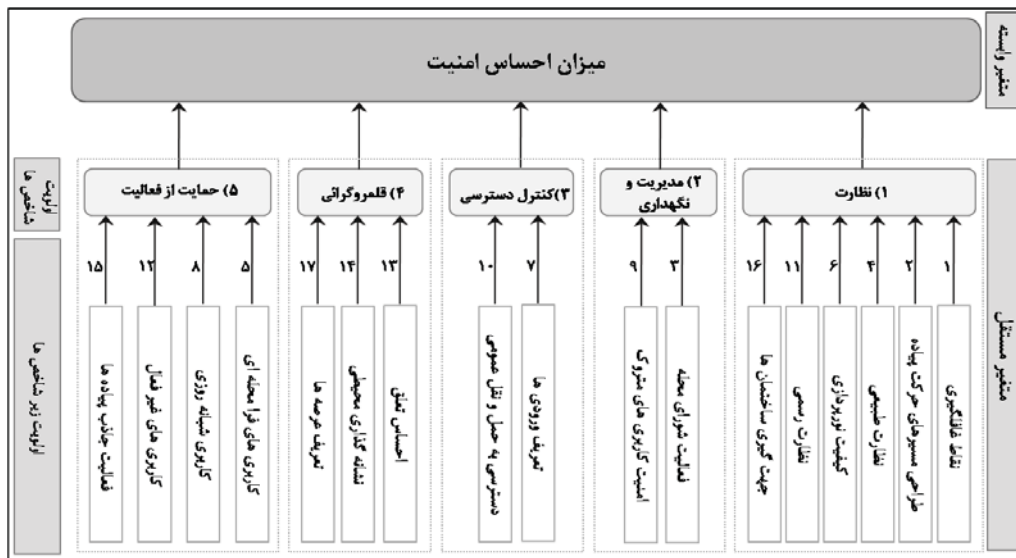 متغیر وابسته
میزان احساس امنیت
متغیر مستقل
اولویت
شاخص ها
۱) نظارت
۲) مدیریت و
نگهداری
۳)کنترل دسترسی
۴) قلمروگرائی
۵) حمایت از فعالیت
اولویت زیر شاخص ها
۱
۲
۴
۶
۱۱
۱۶
۳
۹
۷
۱۰
۱۳
۱۴
۱۷
۵
۸
۱۲
۱۵
نقاط غافلگیری
طراحی مسیرهای حرکت پیاده
نظارت طبیعی
کیفیت نورپردازی
نظارت رسمی
جهت گیری ساختمان ها
فعالیت شورای محله
امنیت کاربری های متروک
تعریف ورودی ها
دسترسی به حمل و نقل عمومی
احساس تعلق
نشانه گذاری محیطی
تعریف عرصه ها
کاربری های فرا محله ای
کاربری شبانه روزی
کاربری های غیر فعال
فعالیت جاذب پیاده ها